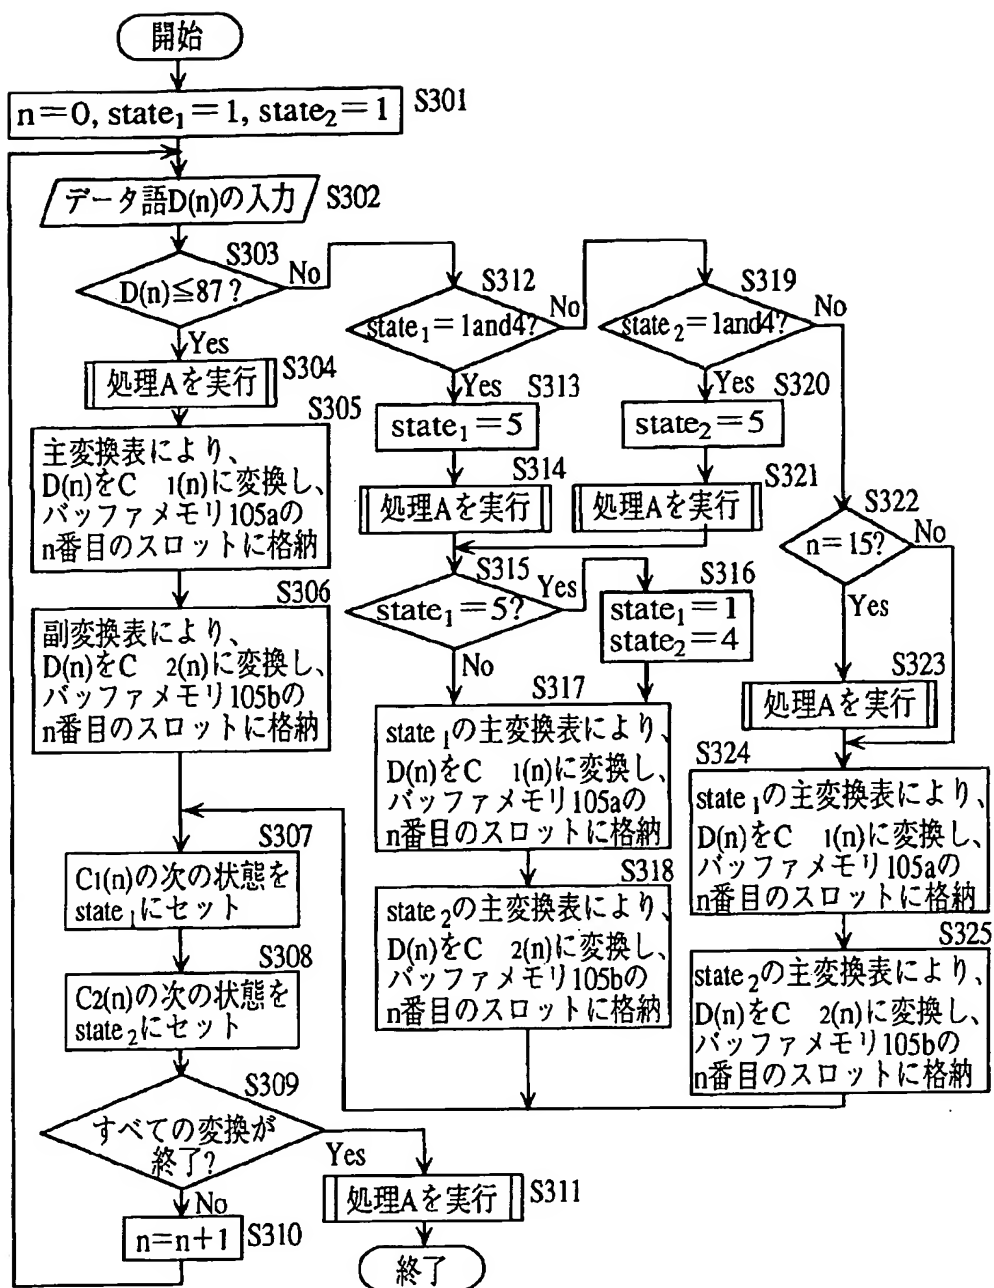 開始
n=0, state₁=1, state₂=1
S301
データ語D(n)の入力
S302
S303
D(n)≦87?
No
Yes
処理Aを実行
S304
S305
主変換表により、
D(n)をC 1(n)に変換し、
バッファメモリ105aの
n番目のスロットに格納
S306
副変換表により、
D(n)をC 2(n)に変換し、
バッファメモリ105bの
n番目のスロットに格納
S307
C1(n)の次の状態を
state₁にセット
S308
C2(n)の次の状態を
state₂にセット
S309
すべての変換が
終了?
Yes
No
n=n+1
S310
処理Aを実行
S311
終了
S312
state₁=1and4?
No
Yes
S313
state₁=5
S314
処理Aを実行
S315
state₁=5?
Yes
No
S316
state₁=1
state₂=4
S317
state₁の主変換表により、
D(n)をC 1(n)に変換し、
バッファメモリ105aの
n番目のスロットに格納
S318
state₂の主変換表により、
D(n)をC 2(n)に変換し、
バッファメモリ105bの
n番目のスロットに格納
S319
state₂=1and4?
No
Yes
S320
state₂=5
S321
処理Aを実行
S322
n=15?
No
Yes
S323
処理Aを実行
S324
state₁の主変換表により、
D(n)をC 1(n)に変換し、
バッファメモリ105aの
n番目のスロットに格納
S325
state₂の主変換表により、
D(n)をC 2(n)に変換し、
バッファメモリ105bの
n番目のスロットに格納